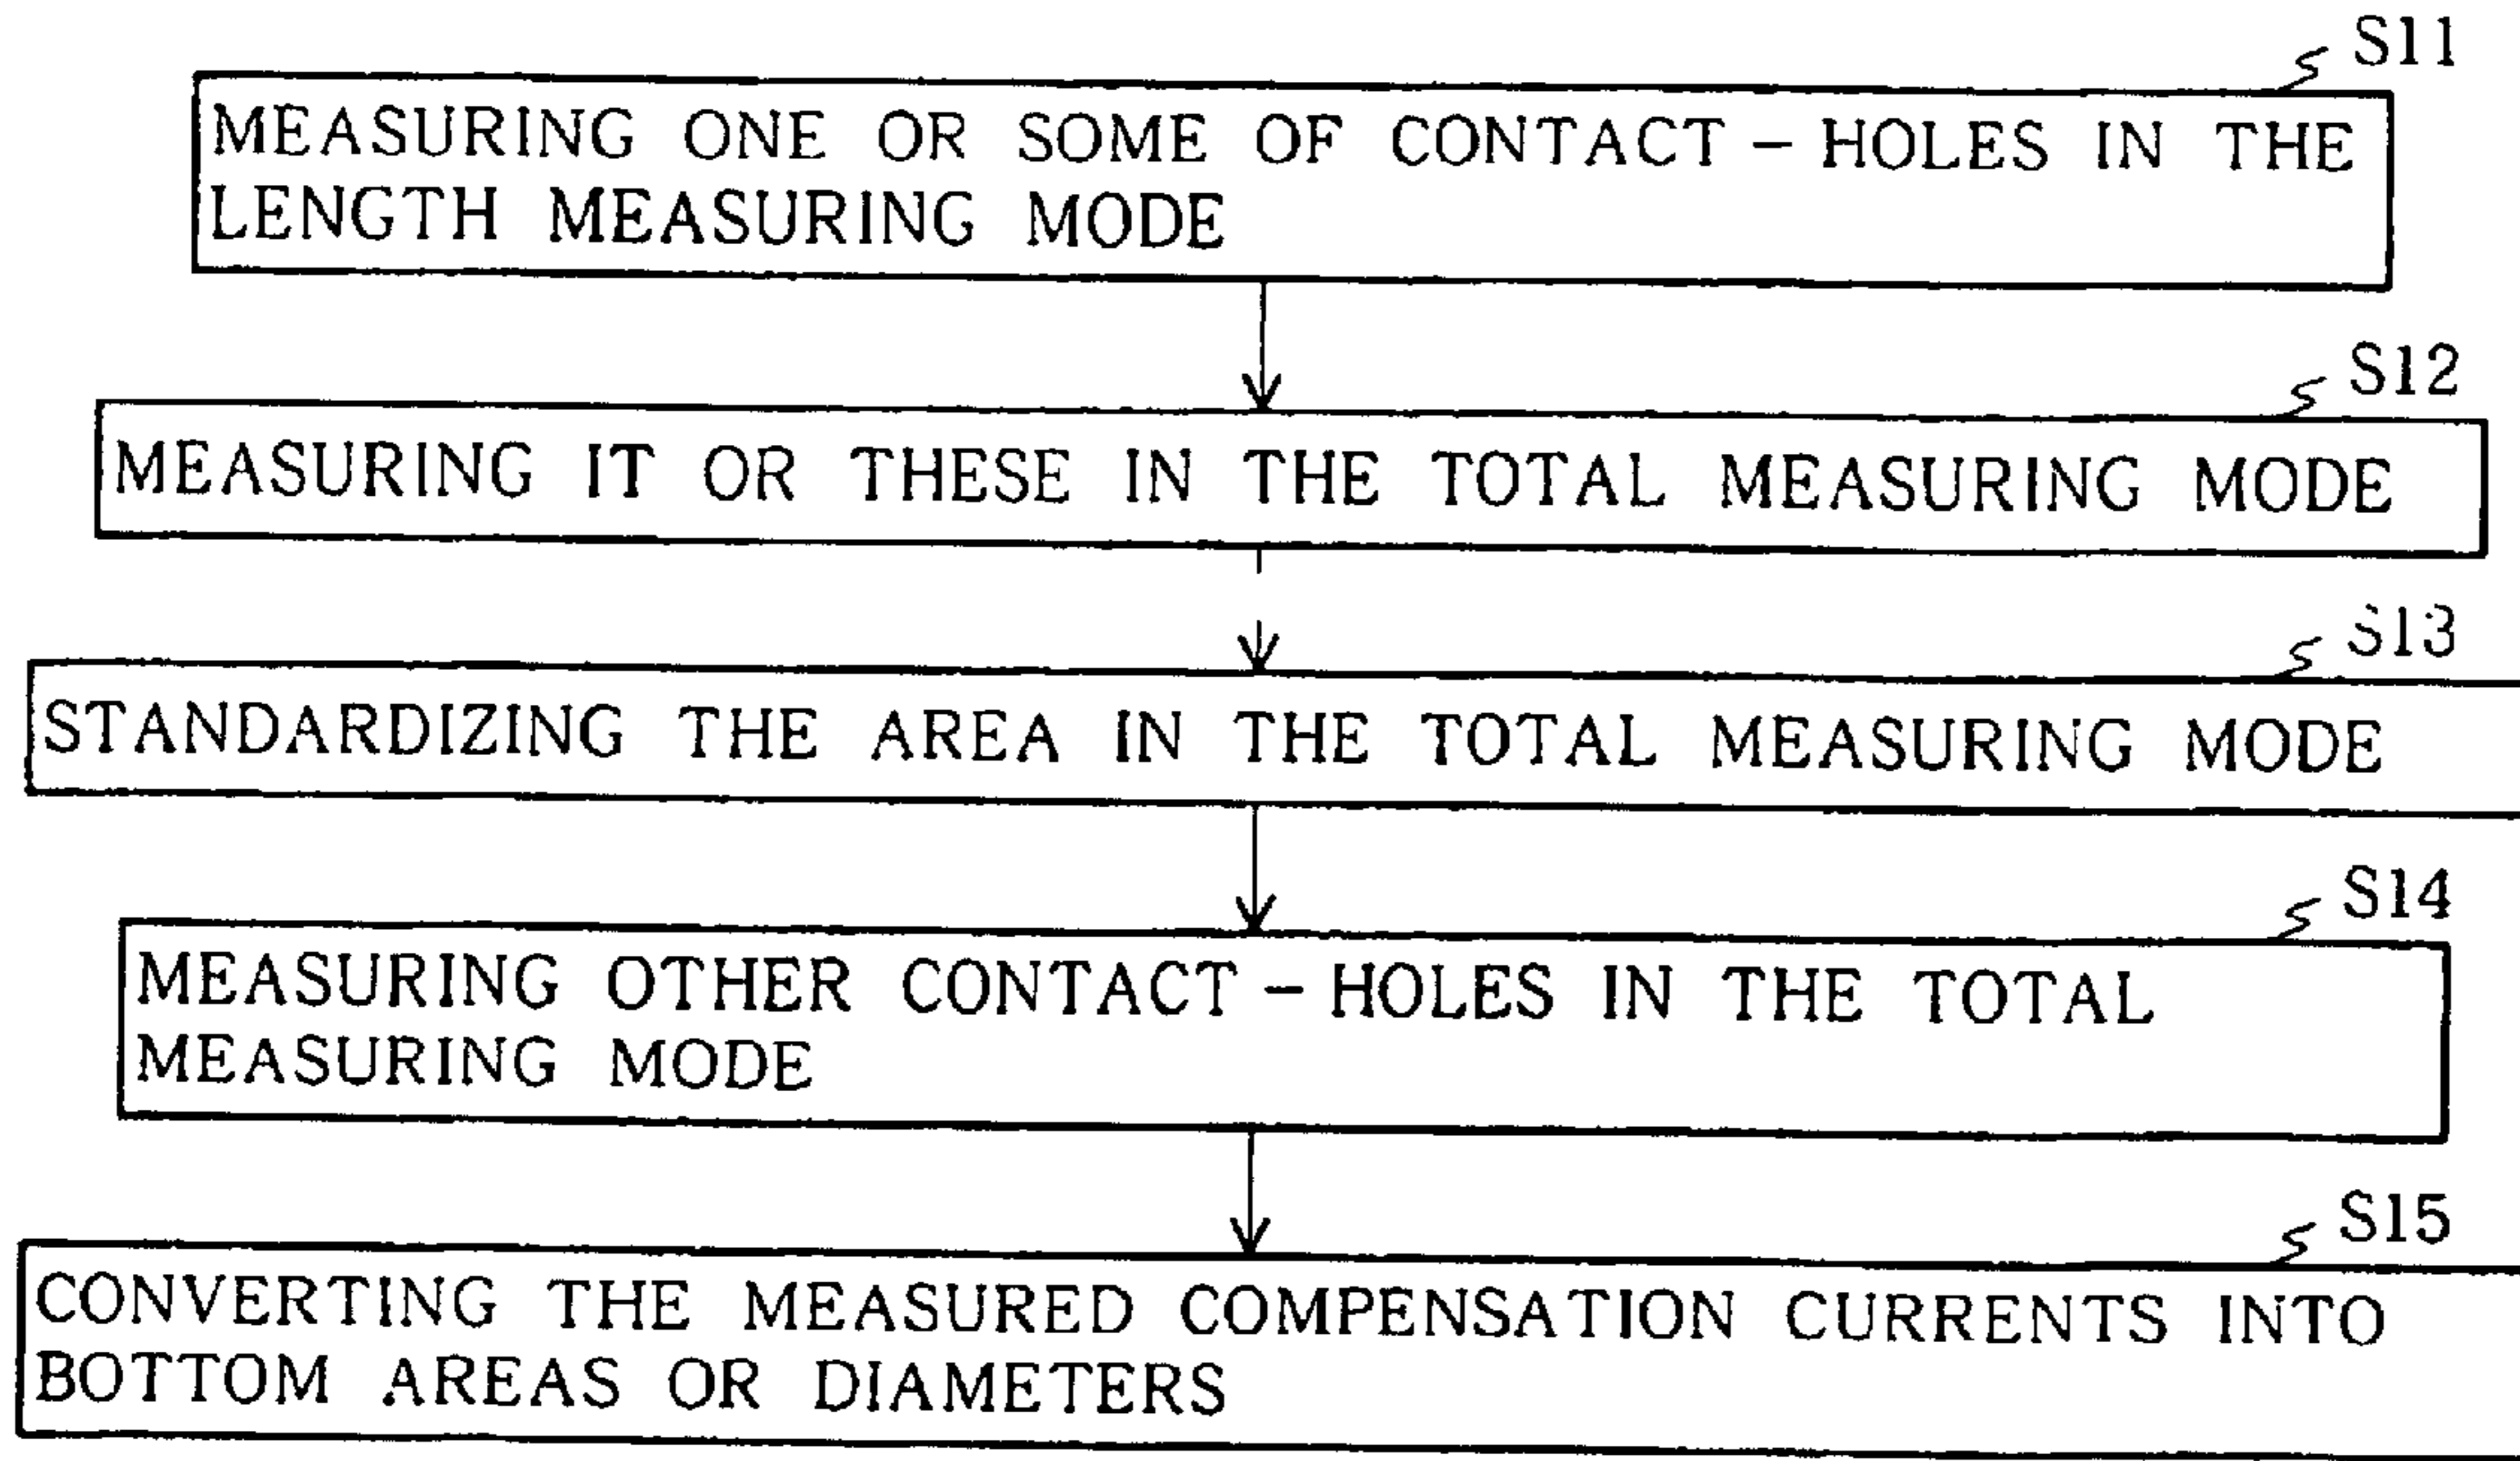 S11
MEASURING ONE OR SOME OF CONTACT-HOLES IN THE
LENGTH MEASURING MODE
S12
MEASURING IT OR THESE IN THE TOTAL MEASURING MODE
S13
STANDARDIZING THE AREA IN THE TOTAL MEASURING MODE
S14
MEASURING OTHER CONTACT-HOLES IN THE TOTAL
MEASURING MODE
S15
CONVERTING THE MEASURED COMPENSATION CURRENTS INTO
BOTTOM AREAS OR DIAMETERS